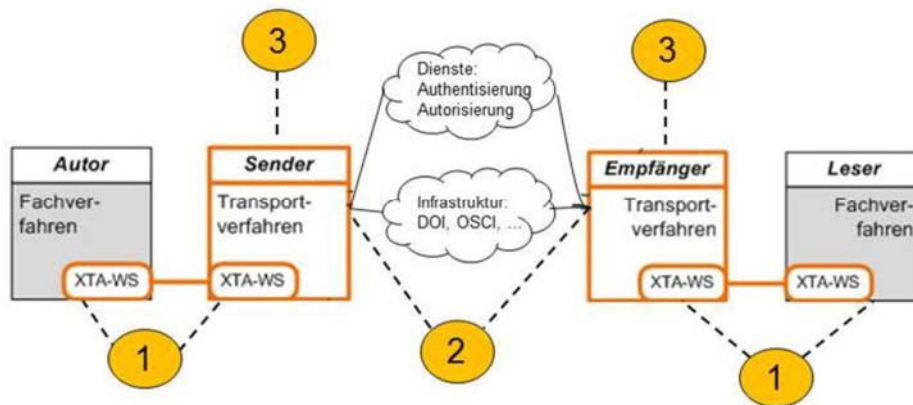 3
3
Dienste:
Authentisierung
Autorisierung
Autor
Sender
Empfänger
Leser
Fachver-
fahren
Transport-
verfahren
Infrastruktur:
DOI, OSCI, ...
Transport-
verfahren
Fachver-
fahren
XTA-WS
XTA-WS
XTA-WS
XTA-WS
1
2
1